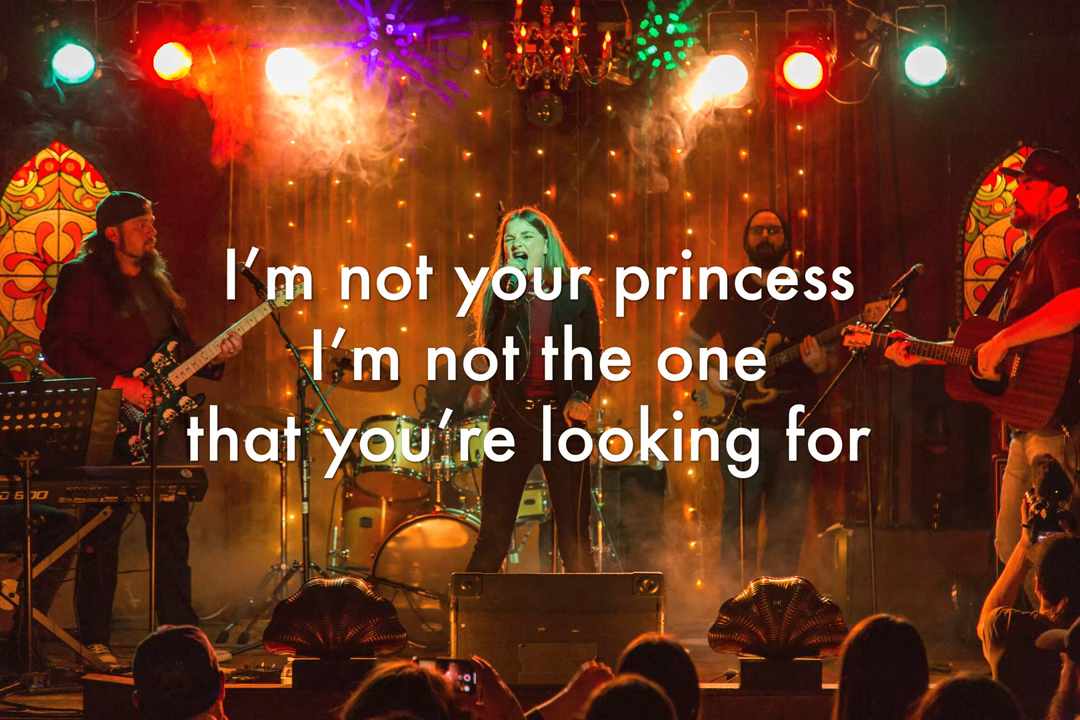 I’m not your princess
I’m not the one
that you’re looking for